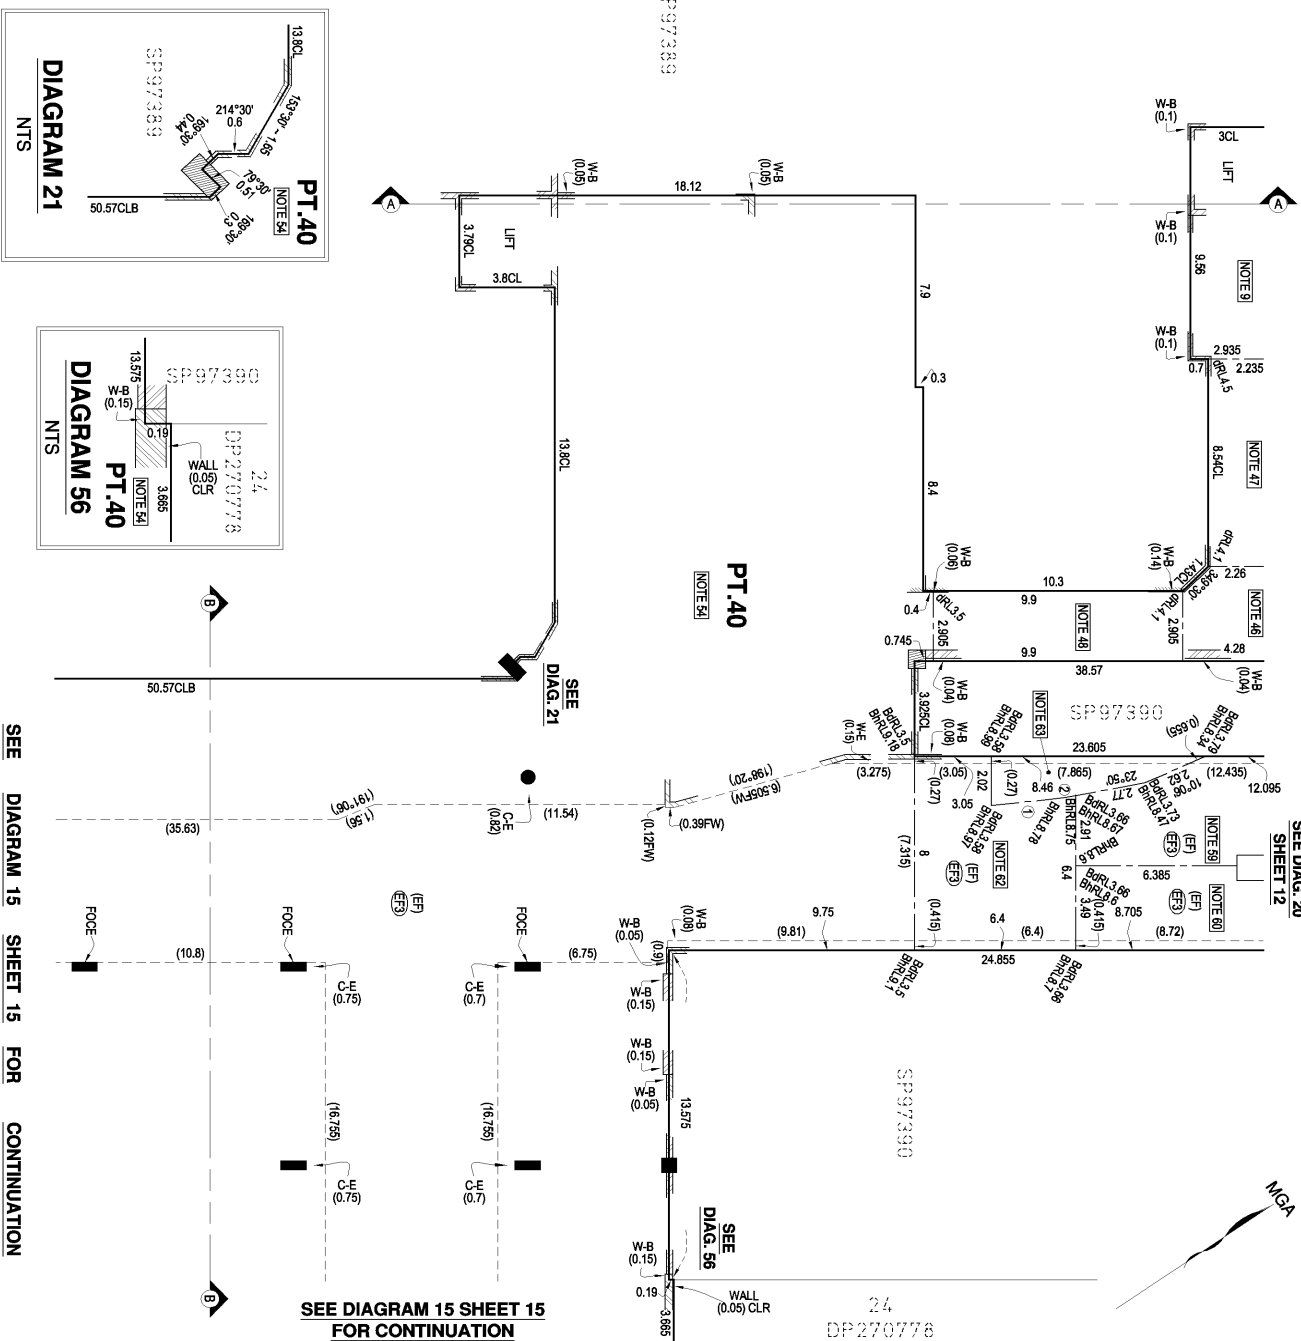 SP97389
13.8CL
153°30' ~ 1.65
214°30'
0.6
169°30'
0.44
79°30'
0.51
169°30'
0.3
50.57CLB
SP97389
NOTE 54
PT.40
DIAGRAM 21
NTS
13.575
SP97390
W-B
(0.15)
0.19
24
DP270778
WALL
(0.05)
CLR
3.665
NOTE 54
PT.40
DIAGRAM 56
NTS
A
W-B
(0.05)
18.12
W-B
(0.05)
3.79CL
LIFT
3.8CL
7.9
0.3
13.8CL
8.4
W-B
(0.1)
3CL
LIFT
A
W-B
(0.1)
9.56
NOTE 9
W-B
(0.1)
2.935
0.7
dRL4.5
2.235
8.54CL
NOTE 47
dRL4.1
1.43CL
349°30'
2.26
W-B
(0.14)
dRL4.1
W-B
(0.06)
10.3
9.9
0.4
dRL3.5
2.905
NOTE 48
2.905
NOTE 46
4.28
0.745
9.9
38.57
W-B
(0.04)
W-B
(0.04)
PT.40
NOTE 54
B
50.57CLB
SEE
DIAG. 21
3.925CL
BdRL3.5
BhRL9.18
W-B
(0.08)
BdRL3.58
BhRL8.99
NOTE 63
SP97390
(0.655)
BdRL3.79
BhRL8.34
23.605
W-E
(0.15)
(3.275)
(0.27)
(3.05)
3.05
2.02
(0.27)
8.46
(7.865)
2
23°50'
2.77
10°06'
2.62
(12.435)
12.095
(198°20')
(6.505FW)
(0.39FW)
(0.12FW)
(191°06')
(1.56)
(35.63)
C-E
(0.82)
(11.54)
1
BdRL3.58
BhRL8.97
BhRL8.78
BhRL8.75
2.91
BdRL3.66
BhRL8.67
BdRL3.73
BhRL8.47
BhRL8.6
NOTE 59
(EF)
EF3
SEE DIAG. 20
SHEET 12
(7.315)
8
NOTE 62
(EF)
EF3
6.4
BdRL3.66
BhRL8.6
3.49
(0.415)
6.385
(EF)
EF3
NOTE 60
(EF)
EF3
FOCE
FOCE
FOCE
W-B
(0.05)
W-B
(0.08)
(0.9)
9.75
(9.81)
(0.415)
6.4
(6.4)
24.855
8.705
(8.72)
BdRL3.5
BhRL9.1
BdRL3.66
BhRL8.7
(10.8)
(6.75)
C-E
(0.75)
C-E
(0.7)
W-B
(0.15)
W-B
(0.15)
W-B
(0.05)
13.575
SP97390
(16.755)
(16.755)
C-E
(0.75)
C-E
(0.7)
SEE
DIAG. 56
W-B
(0.15)
0.19
3.665
WALL
(0.05) CLR
24
DP270778
MGA
B
SEE DIAGRAM 15 SHEET 15 FOR CONTINUATION
SEE DIAGRAM 15 SHEET 15
FOR CONTINUATION